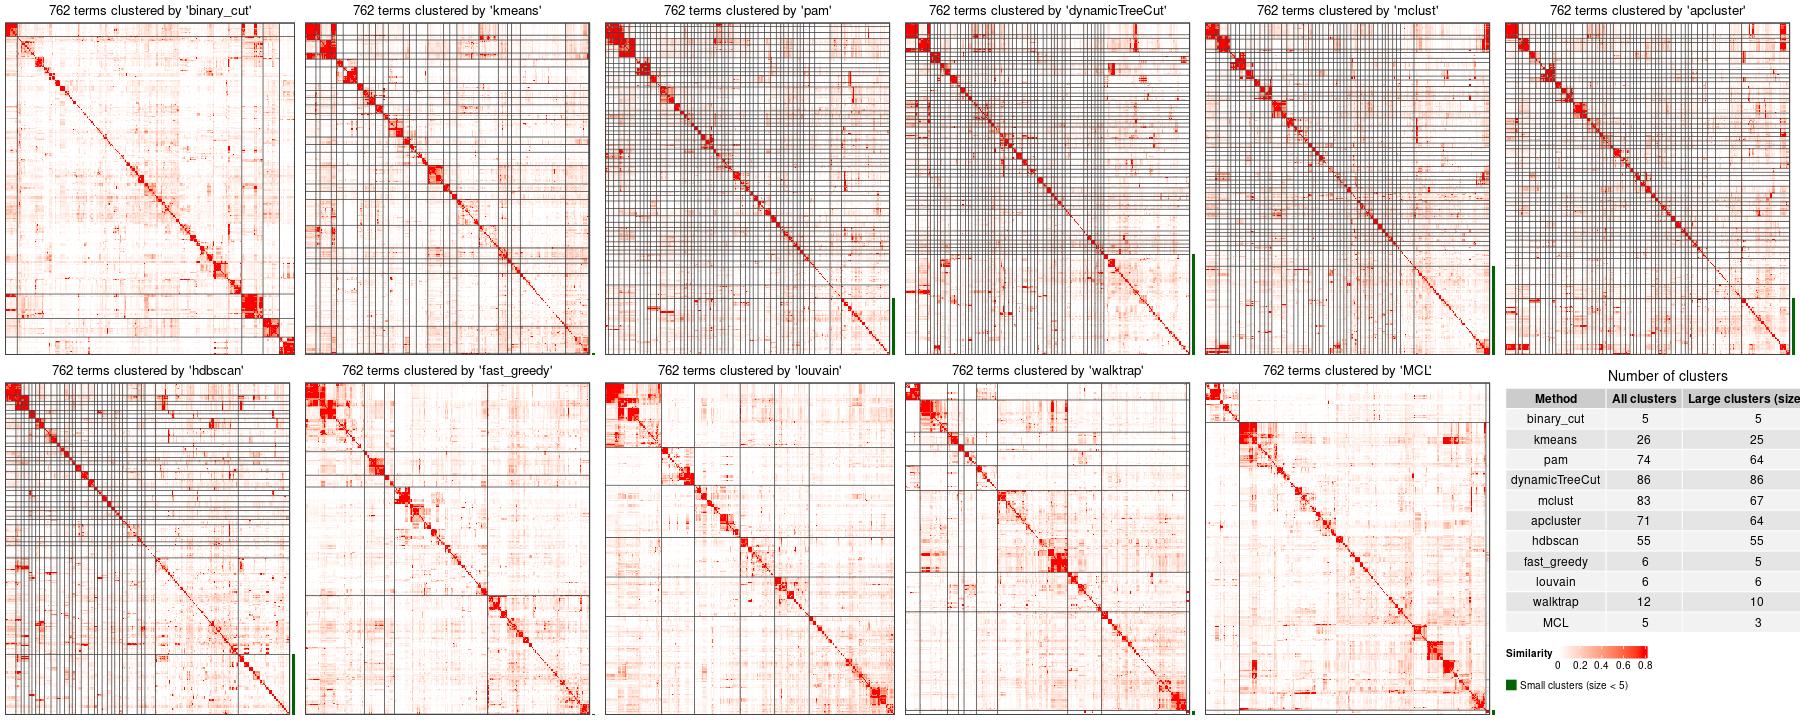 762 terms clustered by 'binary_cut'
762 terms clustered by 'kmeans'
762 terms clustered by 'pam'
762 terms clustered by 'dynamicTreeCut'
762 terms clustered by 'mclust'
762 terms clustered by 'apcluster'
762 terms clustered by 'hdbscan'
762 terms clustered by 'fast_greedy'
762 terms clustered by 'louvain'
762 terms clustered by 'walktrap'
762 terms clustered by 'MCL'
Number of clusters
Method All clusters Large clusters (size
binary_cut 5 5
kmeans 26 25
pam 74 64
dynamicTreeCut 86 86
mclust 83 67
apcluster 71 64
hdbscan 55 55
fast_greedy 6 5
louvain 6 6
walktrap 12 10
MCL 5 3
Similarity
0 0.2 0.4 0.6 0.8
Small clusters (size < 5)